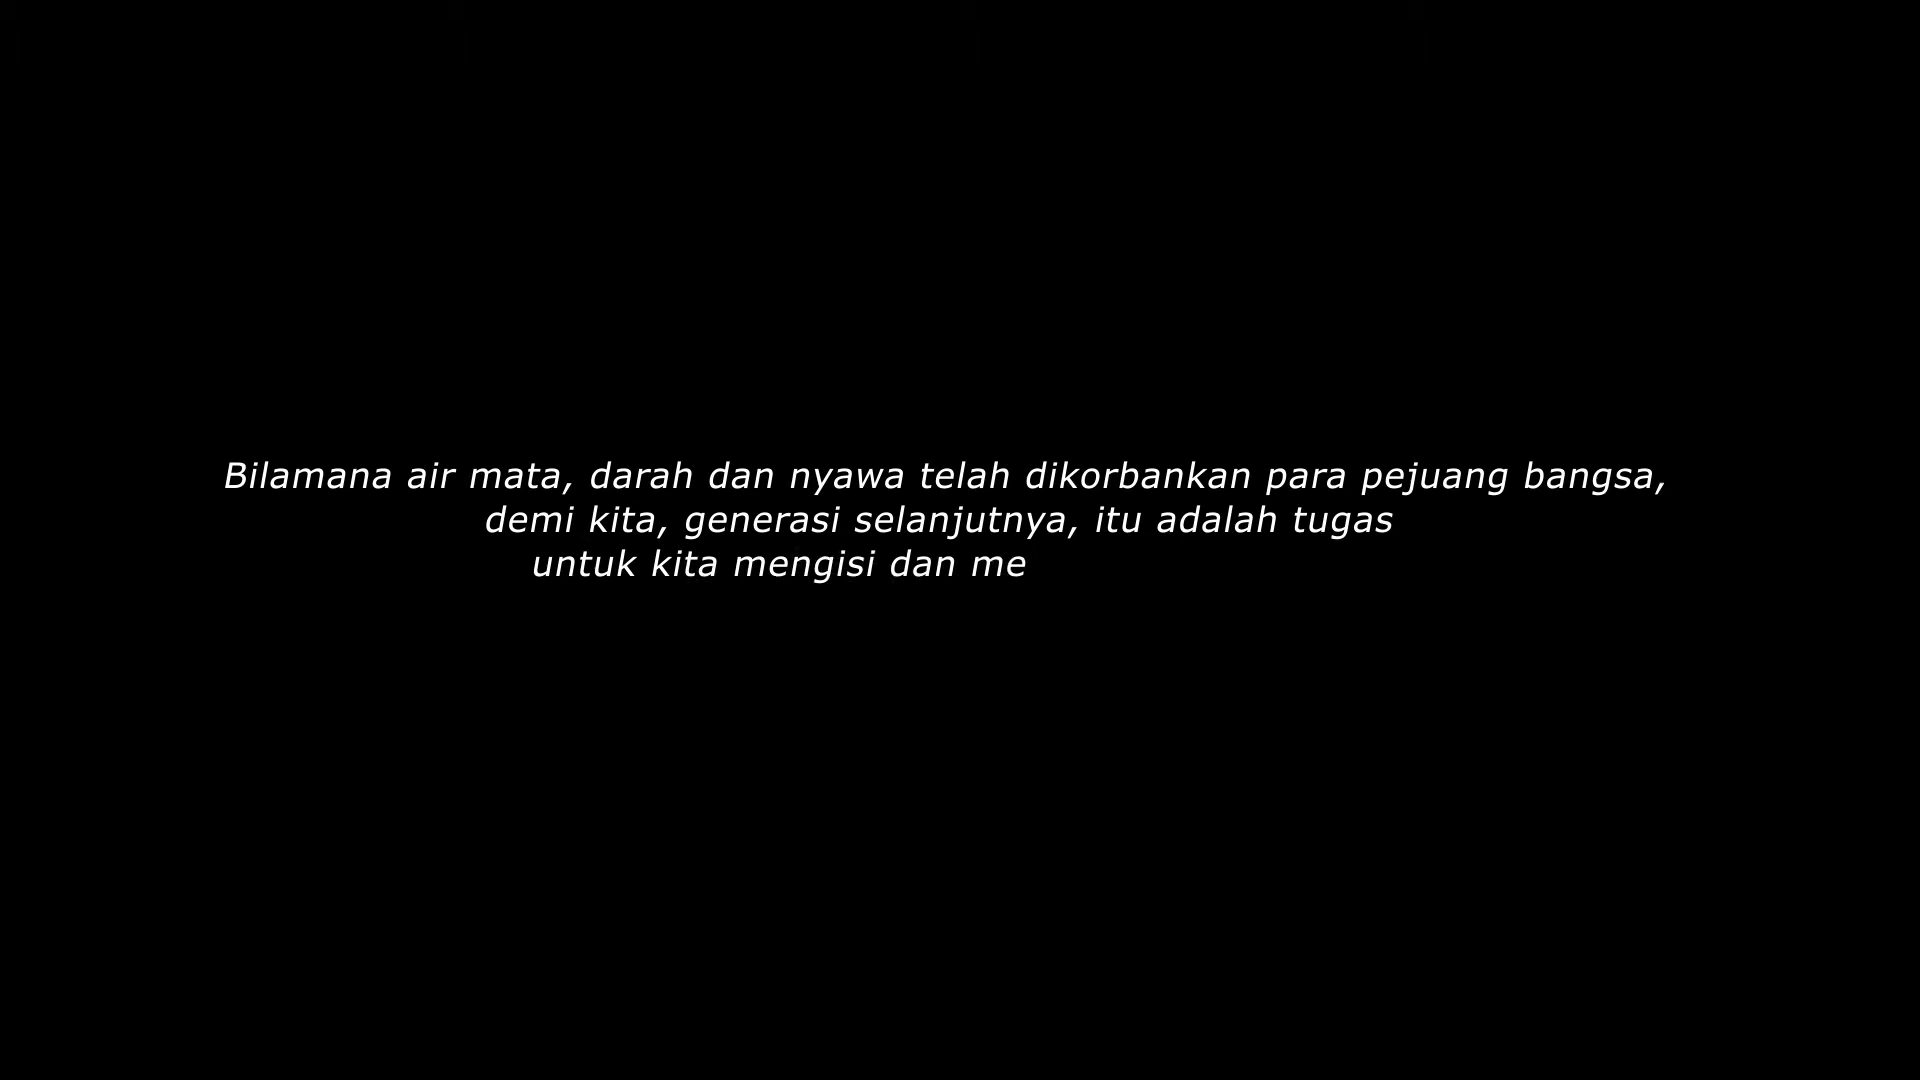 Bilamana air mata, darah dan nyawa telah dikorbankan para pejuang bangsa,
demi kita, generasi selanjutnya, itu adalah tugas
untuk kita mengisi dan me